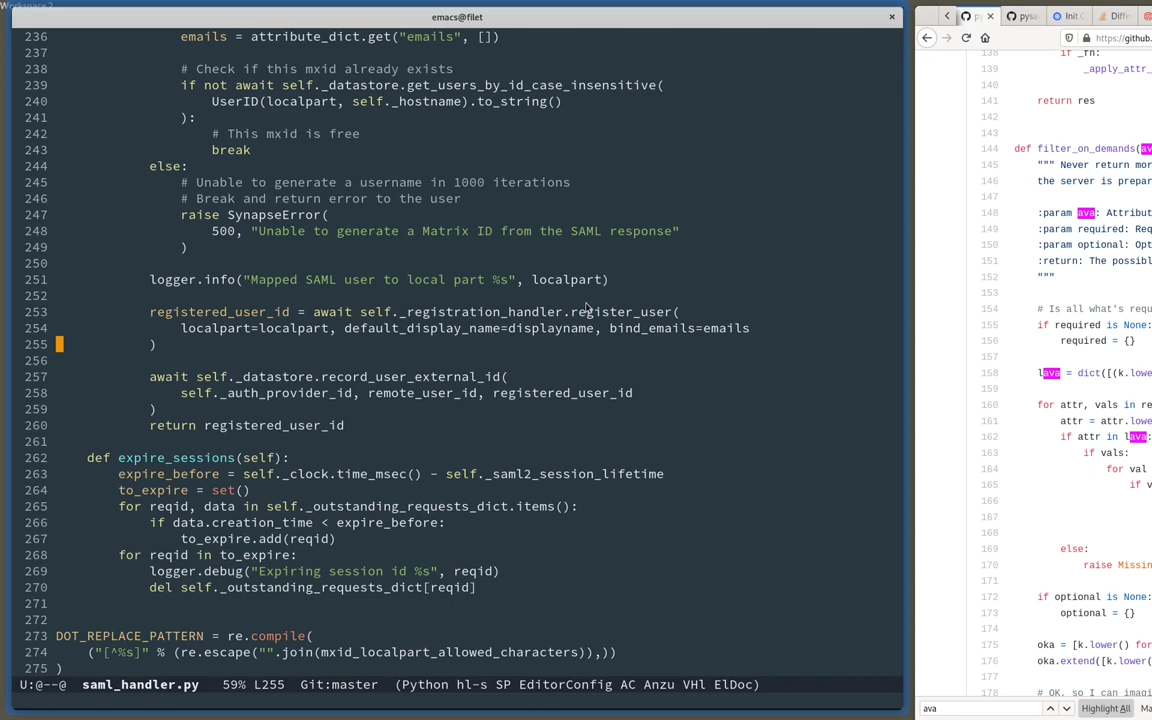 Workspace 2
emacs@filet
×
236 emails = attribute_dict.get("emails", [])
237
238 # Check if this mxid already exists
239 if not await self._datastore.get_users_by_id_case_insensitive(
240 UserID(localpart, self._hostname).to_string()
241 ):
242 # This mxid is free
243 break
244 else:
245 # Unable to generate a username in 1000 iterations
246 # Break and return error to the user
247 raise SynapseError(
248 500, "Unable to generate a Matrix ID from the SAML response"
249 )
250
251 logger.info("Mapped SAML user to local part %s", localpart)
252
253 registered_user_id = await self._registration_handler.register_user(
254 localpart=localpart, default_display_name=displayname, bind_emails=emails
255 )
256
257 await self._datastore.record_user_external_id(
258 self._auth_provider_id, remote_user_id, registered_user_id
259 )
260 return registered_user_id
261
262 def expire_sessions(self):
263 expire_before = self._clock.time_msec() - self._saml2_session_lifetime
264 to_expire = set()
265 for reqid, data in self._outstanding_requests_dict.items():
266 if data.creation_time < expire_before:
267 to_expire.add(reqid)
268 for reqid in to_expire:
269 logger.debug("Expiring session id %s", reqid)
270 del self._outstanding_requests_dict[reqid]
271
272
273 DOT_REPLACE_PATTERN = re.compile(
274 ("[^%s]" % (re.escape("".join(mxid_localpart_allowed_characters)),))
275 )
U:@--@ saml_handler.py 59% L255 Git:master (Python hl-s SP EditorConfig AC Anzu VHl ElDoc)
py × pysa Init Diffe
https://github.
138 if _fn:
139 _apply_attr_
140
141 return res
142
143
144 def filter_on_demands(av
145 """ Never return mor
146 the server is prepar
147
148 :param ava: Attribut
149 :param required: Req
150 :param optional: Opt
151 :return: The possibl
152 """
153
154 # Is all what's requ
155 if required is None:
156 required = {}
157
158 lava = dict([(k.lowe
159
160 for attr, vals in re
161 attr = attr.lowe
162 if attr in lava:
163 if vals:
164 for val
165 if v
166
167
168
169 else:
170 raise Missin
171
172 if optional is None:
173 optional = {}
174
175 oka = [k.lower() for
176 oka.extend([k.lower(
177
178 # OK, so I can imagi
ava Highlight All Ma